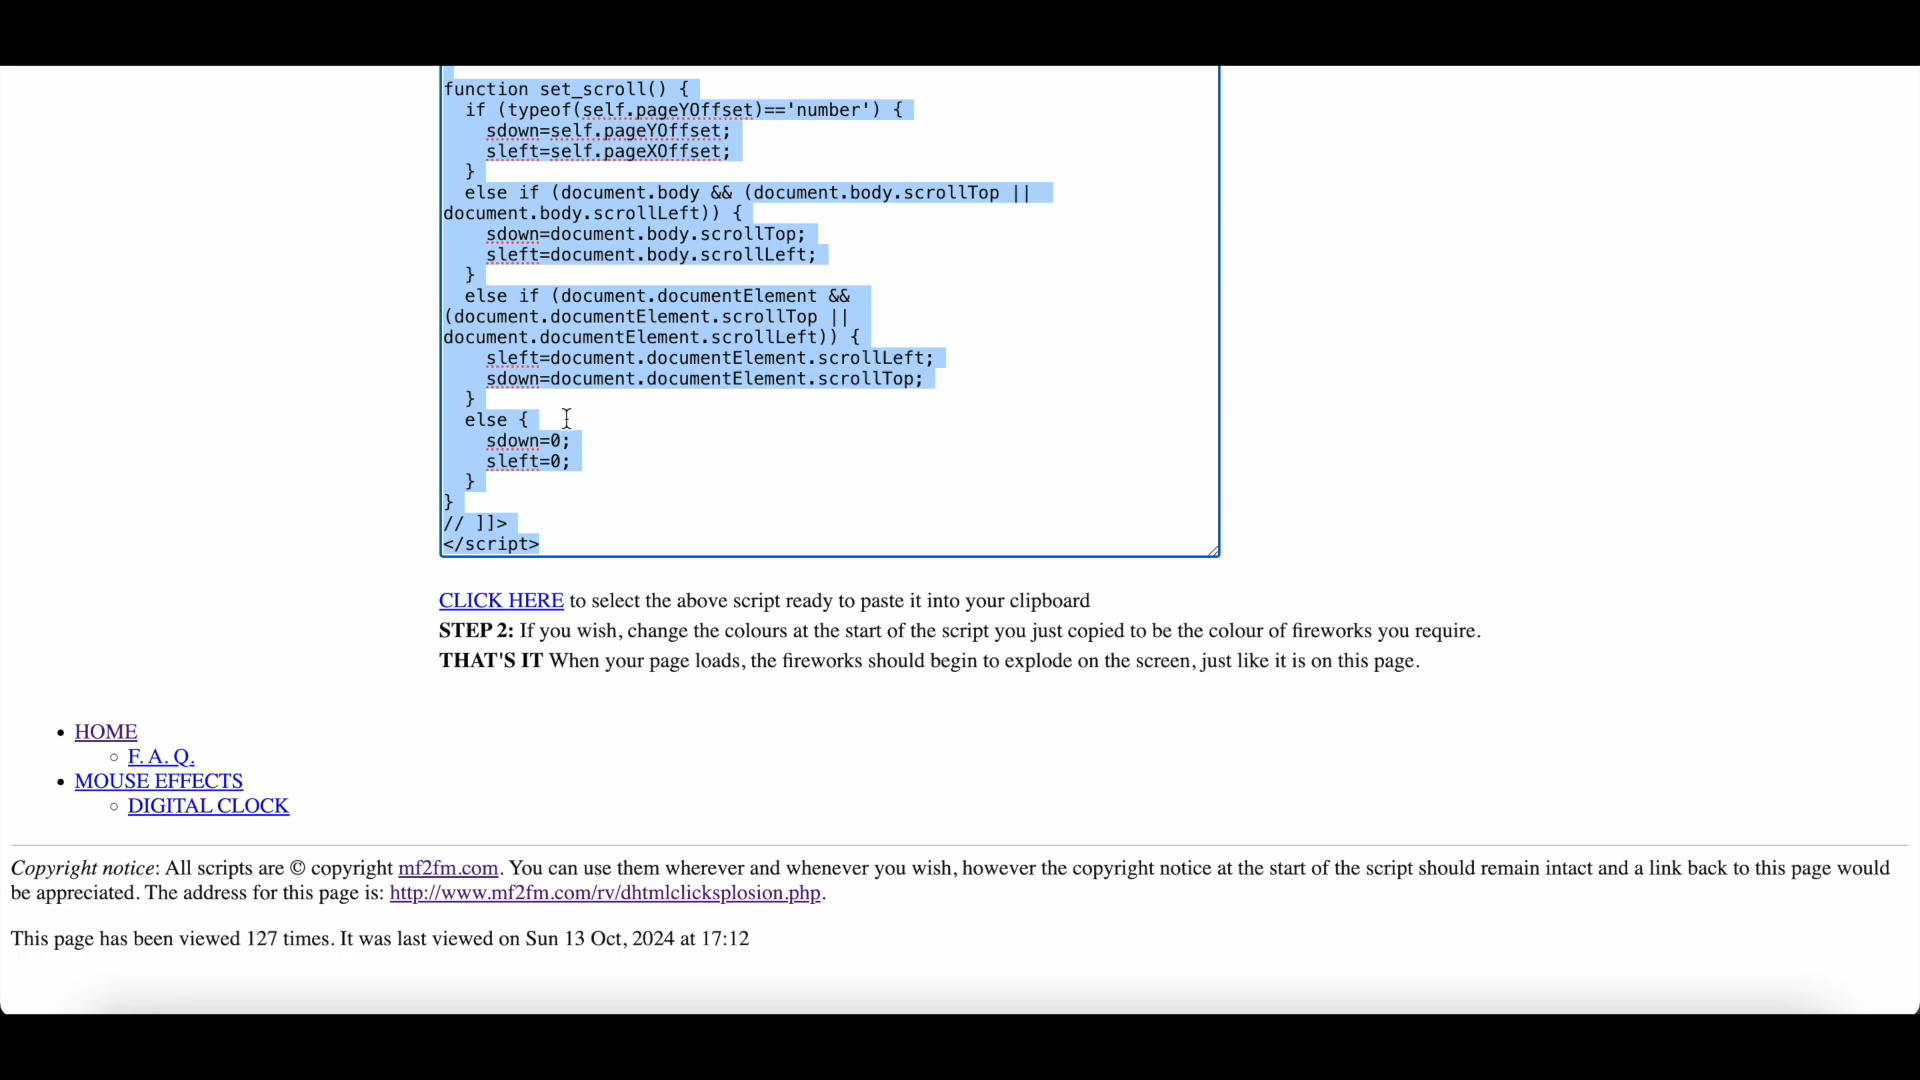 function set_scroll() {
  if (typeof(self.pageYOffset)=='number') {
    sdown=self.pageYOffset;
    sleft=self.pageXOffset;
  }
  else if (document.body && (document.body.scrollTop ||
document.body.scrollLeft)) {
    sdown=document.body.scrollTop;
    sleft=document.body.scrollLeft;
  }
  else if (document.documentElement &&
(document.documentElement.scrollTop ||
document.documentElement.scrollLeft)) {
    sleft=document.documentElement.scrollLeft;
    sdown=document.documentElement.scrollTop;
  }
  else {
    sdown=0;
    sleft=0;
  }
}
// ]]>
</script>
CLICK HERE to select the above script ready to paste it into your clipboard
STEP 2: If you wish, change the colours at the start of the script you just copied to be the colour of fireworks you require.
THAT'S IT When your page loads, the fireworks should begin to explode on the screen, just like it is on this page.
• HOME
○ F. A. Q.
• MOUSE EFFECTS
○ DIGITAL CLOCK
Copyright notice: All scripts are © copyright mf2fm.com. You can use them wherever and whenever you wish, however the copyright notice at the start of the script should remain intact and a link back to this page would
be appreciated. The address for this page is: http://www.mf2fm.com/rv/dhtmlclicksplosion.php.
This page has been viewed 127 times. It was last viewed on Sun 13 Oct, 2024 at 17:12